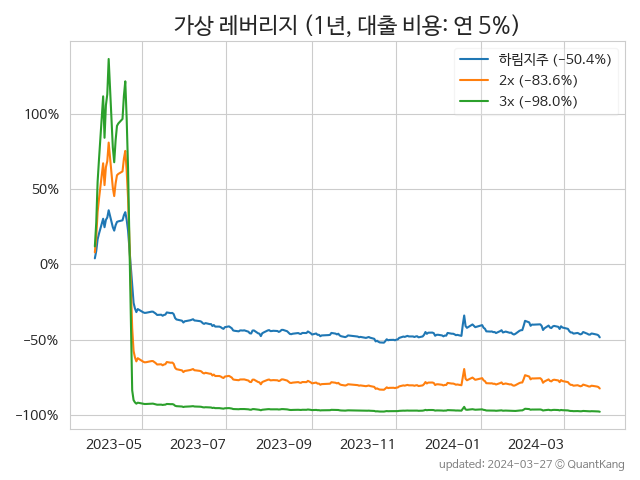 가상 레버리지 (1년, 대출 비용: 연 5%)
하림지주 (−50.4%)
2x (−83.6%)
3x (−98.0%)
100%
50%
0%
−50%
−100%
2023-05 2023-07 2023-09 2023-11 2024-01 2024-03
updated: 2024-03-27 © QuantKang